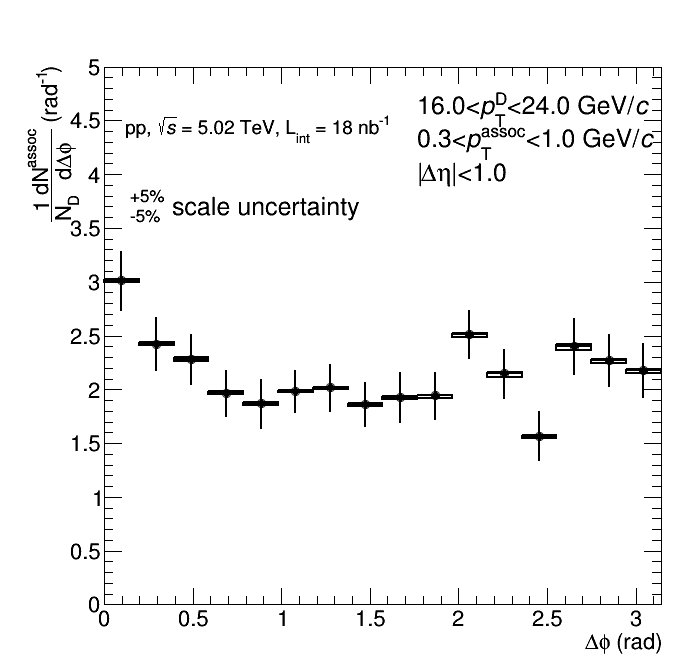 1 dN^assoc
N_D dΔφ (rad^-1)
pp, √s = 5.02 TeV, L_int = 18 nb^-1
16.0<p_T^D<24.0 GeV/c
0.3<p_T^assoc<1.0 GeV/c
|Δη|<1.0
+5%
-5% scale uncertainty
5
4.5
4
3.5
3
2.5
2
1.5
1
0.5
0
0 0.5 1 1.5 2 2.5 3
Δφ (rad)